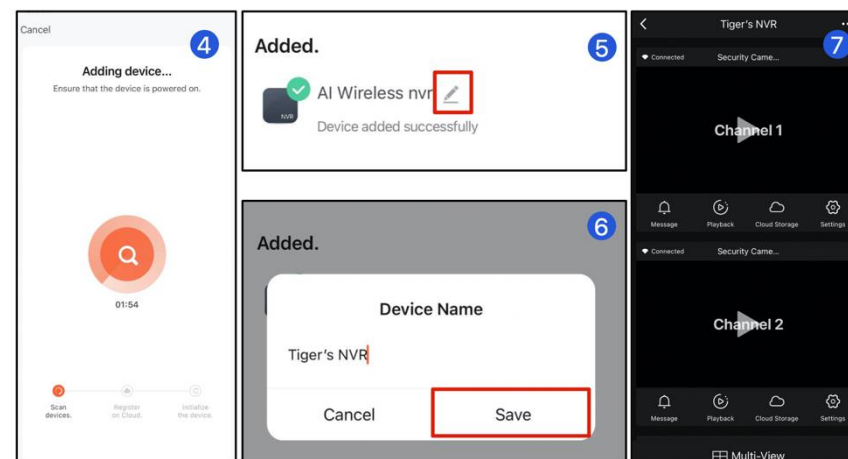 Cancel
4
Adding device...
Ensure that the device is powered on.
01:54
Scan devices.
Register on Cloud.
Initialize the device.
5
Added.
AI Wireless nvr
NVR
Device added successfully
6
Added.
Device Name
Tiger's NVR
Cancel
Save
Tiger's NVR
7
Connected
Security Came...
Channel 1
Message
Playback
Cloud Storage
Settings
Connected
Security Came...
Channel 2
Message
Playback
Cloud Storage
Settings
Multi-View